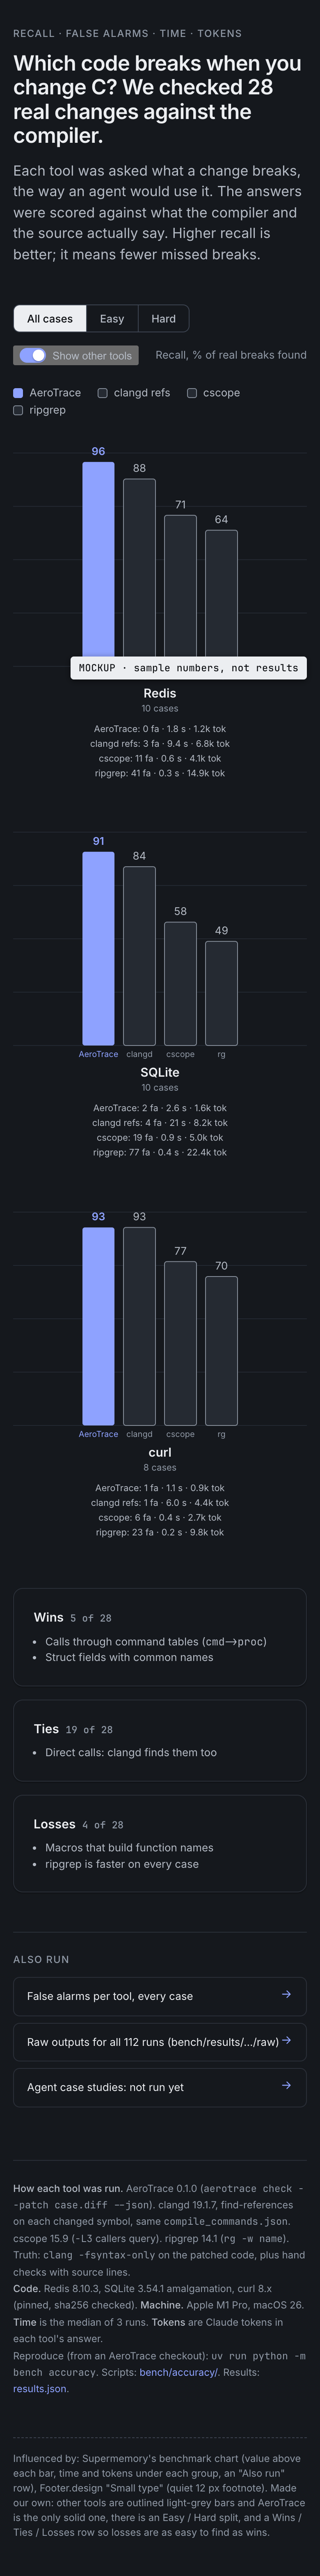 RECALL · FALSE ALARMS · TIME · TOKENS
Which code breaks when you
change C? We checked 28
real changes against the
compiler.
Each tool was asked what a change breaks,
the way an agent would use it. The answers
were scored against what the compiler and
the source actually say. Higher recall is
better; it means fewer missed breaks.
All cases Easy Hard
Show other tools Recall, % of real breaks found
AeroTrace clangd refs cscope
ripgrep
96
88
71
64
MOCKUP · sample numbers, not results
Redis
10 cases
AeroTrace: 0 fa · 1.8 s · 1.2k tok
clangd refs: 3 fa · 9.4 s · 6.8k tok
cscope: 11 fa · 0.6 s · 4.1k tok
ripgrep: 41 fa · 0.3 s · 14.9k tok
91
84
58
49
AeroTrace clangd cscope rg
SQLite
10 cases
AeroTrace: 2 fa · 2.6 s · 1.6k tok
clangd refs: 4 fa · 21 s · 8.2k tok
cscope: 19 fa · 0.9 s · 5.0k tok
ripgrep: 77 fa · 0.4 s · 22.4k tok
93 93
77
70
AeroTrace clangd cscope rg
curl
8 cases
AeroTrace: 1 fa · 1.1 s · 0.9k tok
clangd refs: 1 fa · 6.0 s · 4.4k tok
cscope: 6 fa · 0.4 s · 2.7k tok
ripgrep: 23 fa · 0.2 s · 9.8k tok
Wins 5 of 28
• Calls through command tables (cmd->proc)
• Struct fields with common names
Ties 19 of 28
• Direct calls: clangd finds them too
Losses 4 of 28
• Macros that build function names
• ripgrep is faster on every case
ALSO RUN
False alarms per tool, every case →
Raw outputs for all 112 runs (bench/results/.../raw) →
Agent case studies: not run yet →
How each tool was run. AeroTrace 0.1.0 (aerotrace check -
-patch case.diff --json). clangd 19.1.7, find-references
on each changed symbol, same compile_commands.json.
cscope 15.9 (-L3 callers query). ripgrep 14.1 (rg -w name).
Truth: clang -fsyntax-only on the patched code, plus hand
checks with source lines.
Code. Redis 8.10.3, SQLite 3.54.1 amalgamation, curl 8.x
(pinned, sha256 checked). Machine. Apple M1 Pro, macOS 26.
Time is the median of 3 runs. Tokens are Claude tokens in
each tool's answer.
Reproduce (from an AeroTrace checkout): uv run python -m
bench accuracy. Scripts: bench/accuracy/. Results:
results.json.
Influenced by: Supermemory's benchmark chart (value above
each bar, time and tokens under each group, an "Also run"
row), Footer.design "Small type" (quiet 12 px footnote). Made
our own: other tools are outlined light-grey bars and AeroTrace
is the only solid one, there is an Easy / Hard split, and a Wins /
Ties / Losses row so losses are as easy to find as wins.